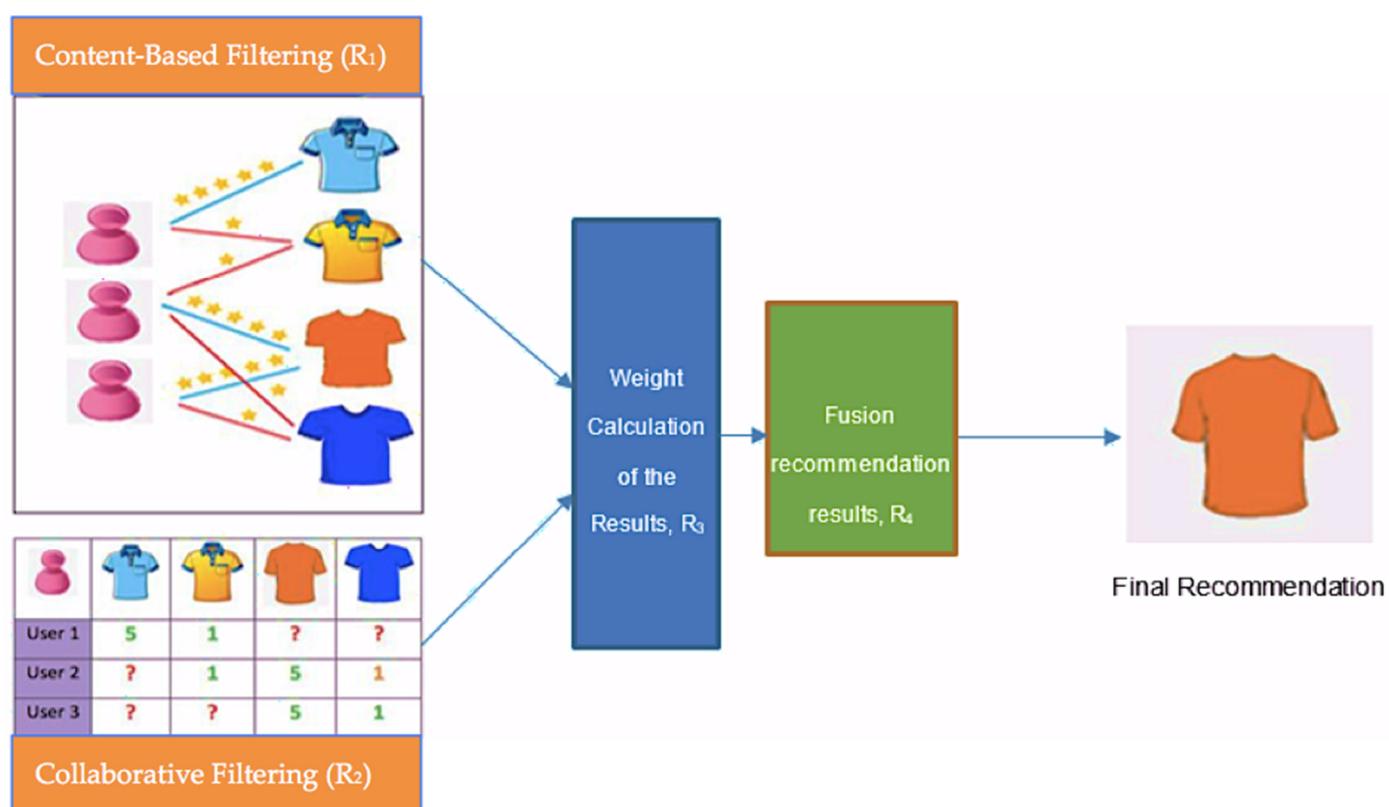 Content-Based Filtering (R1)
Weight
Calculation
of the
Results, R3
Fusion
recommendation
results, R4
Final Recommendation
User 1 5 1 ? ?
User 2 ? 1 5 1
User 3 ? ? 5 1
Collaborative Filtering (R2)